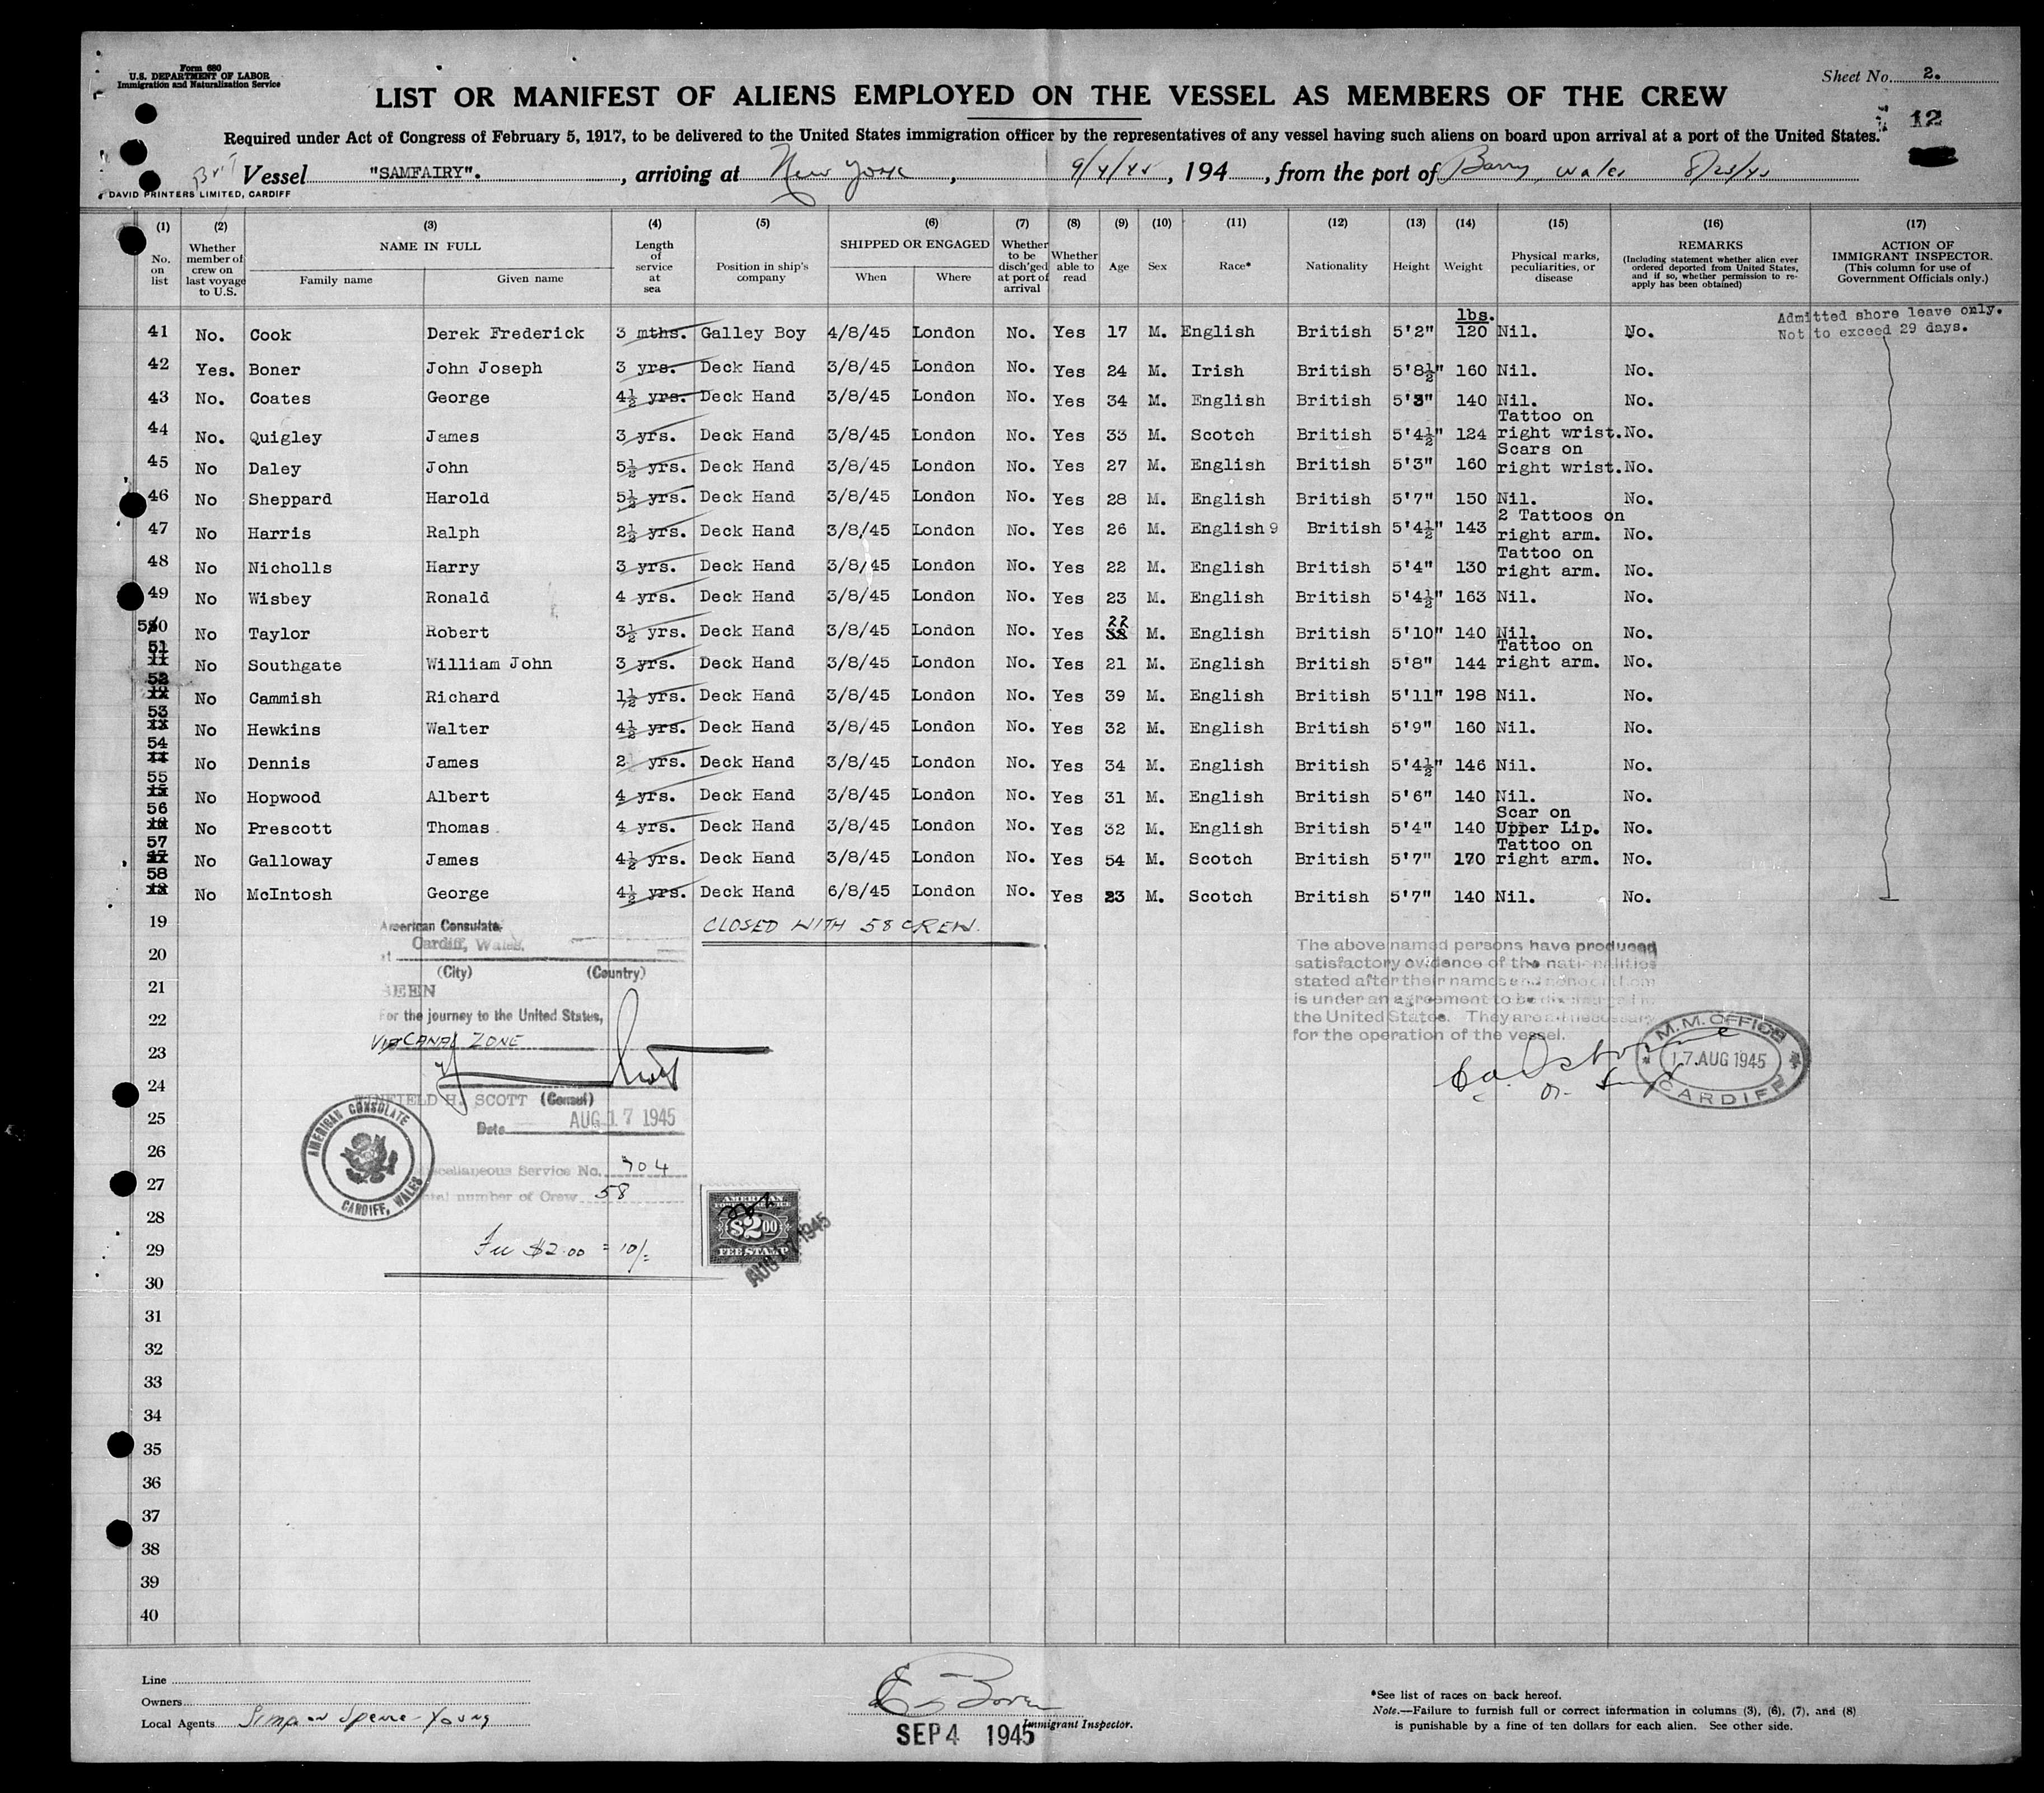 Form 680
U.S. DEPARTMENT OF LABOR
Immigration and Naturalization Service
Sheet No. 2.
LIST OR MANIFEST OF ALIENS EMPLOYED ON THE VESSEL AS MEMBERS OF THE CREW
12
Required under Act of Congress of February 5, 1917, to be delivered to the United States immigration officer by the representatives of any vessel having such aliens on board upon arrival at a port of the United States.
Brit Vessel "SAMFAIRY". , arriving at New York , 9/4/45 , 194 , from the port of Barry, Wales 8/23/45
DAVID PRINTERS LIMITED, CARDIFF
(1) (2) (3) (4) (5) (6) (7) (8) (9) (10) (11) (12) (13) (14) (15) (16) (17)
No. on list
Whether member of crew on last voyage to U.S.
NAME IN FULL
Family name Given name
Length of service at sea
Position in ship's company
SHIPPED OR ENGAGED
When Where
Whether to be disch'ged at port of arrival
Whether able to read
Age Sex Race* Nationality Height Weight
Physical marks, peculiarities, or disease
REMARKS
(Including statement whether alien ever ordered deported from United States, and if so, whether permission to re-apply has been obtained)
ACTION OF IMMIGRANT INSPECTOR.
(This column for use of Government Officials only.)
lbs.
Admitted shore leave only.
Not to exceed 29 days.
41 No. Cook Derek Frederick 3 mths. Galley Boy 4/8/45 London No. Yes 17 M. English British 5'2" 120 Nil. No.
42 Yes. Boner John Joseph 3 yrs. Deck Hand 3/8/45 London No. Yes 24 M. Irish British 5'8½" 160 Nil. No.
43 No. Coates George 4½ yrs. Deck Hand 3/8/45 London No. Yes 34 M. English British 5'3" 140 Nil. No.
44 No. Quigley James 3 yrs. Deck Hand 3/8/45 London No. Yes 33 M. Scotch British 5'4½" 124 Tattoo on right wrist. No.
45 No Daley John 5½ yrs. Deck Hand 3/8/45 London No. Yes 27 M. English British 5'3" 160 Scars on right wrist. No.
46 No Sheppard Harold 5½ yrs. Deck Hand 3/8/45 London No. Yes 28 M. English British 5'7" 150 Nil. No.
47 No Harris Ralph 2½ yrs. Deck Hand 3/8/45 London No. Yes 26 M. English 9 British 5'4½" 143 2 Tattoos on right arm. No.
48 No Nicholls Harry 3 yrs. Deck Hand 3/8/45 London No. Yes 22 M. English British 5'4" 130 Tattoo on right arm. No.
49 No Wisbey Ronald 4 yrs. Deck Hand 3/8/45 London No. Yes 23 M. English British 5'4½" 163 Nil. No.
50 No Taylor Robert 3½ yrs. Deck Hand 3/8/45 London No. Yes 22 M. English British 5'10" 140 Nil. No.
51 11 No Southgate William John 3 yrs. Deck Hand 3/8/45 London No. Yes 21 M. English British 5'8" 144 Tattoo on right arm. No.
52 12 No Cammish Richard 1½ yrs. Deck Hand 3/8/45 London No. Yes 39 M. English British 5'11" 198 Nil. No.
53 13 No Hewkins Walter 4½ yrs. Deck Hand 3/8/45 London No. Yes 32 M. English British 5'9" 160 Nil. No.
54 14 No Dennis James 2 yrs. Deck Hand 3/8/45 London No. Yes 34 M. English British 5'4½" 146 Nil. No.
55 15 No Hopwood Albert 4 yrs. Deck Hand 3/8/45 London No. Yes 31 M. English British 5'6" 140 Nil. No.
56 16 No Prescott Thomas 4 yrs. Deck Hand 3/8/45 London No. Yes 32 M. English British 5'4" 140 Scar on Upper Lip. No.
57 17 No Galloway James 4½ yrs. Deck Hand 3/8/45 London No. Yes 54 M. Scotch British 5'7" 170 Tattoo on right arm. No.
58 18 No McIntosh George 4½ yrs. Deck Hand 6/8/45 London No. Yes 23 M. Scotch British 5'7" 140 Nil. No.
19
20
21
22
23
24
25
26
27
28
29
30
31
32
33
34
35
36
37
38
39
40
CLOSED WITH 58 CREW.
American Consulate
at Cardiff, Wales.
(City) (Country)
SEEN
For the journey to the United States,
VIA CANAL ZONE
WINFIELD H. SCOTT (Consul)
Date AUG 17 1945
AMERICAN CONSULATE
CARDIFF, WALES
Miscellaneous Service No. 704
Total number of Crew 58
Fee $2.00 = 10/-
AMERICAN
$2.00
FEE STAMP
AUG 17 1945
The above named persons have produced
satisfactory evidence of the nationalities
stated after their names and none of them
is under an agreement to be discharged in
the United States. They are all necessary
for the operation of the vessel.
M.M. OFFICE
17 AUG 1945
CARDIFF
Line
Owners
Local Agents Simpson Spence - Young
Immigrant Inspector.
SEP 4 1945
*See list of races on back hereof.
Note.—Failure to furnish full or correct information in columns (3), (6), (7), and (8)
is punishable by a fine of ten dollars for each alien. See other side.